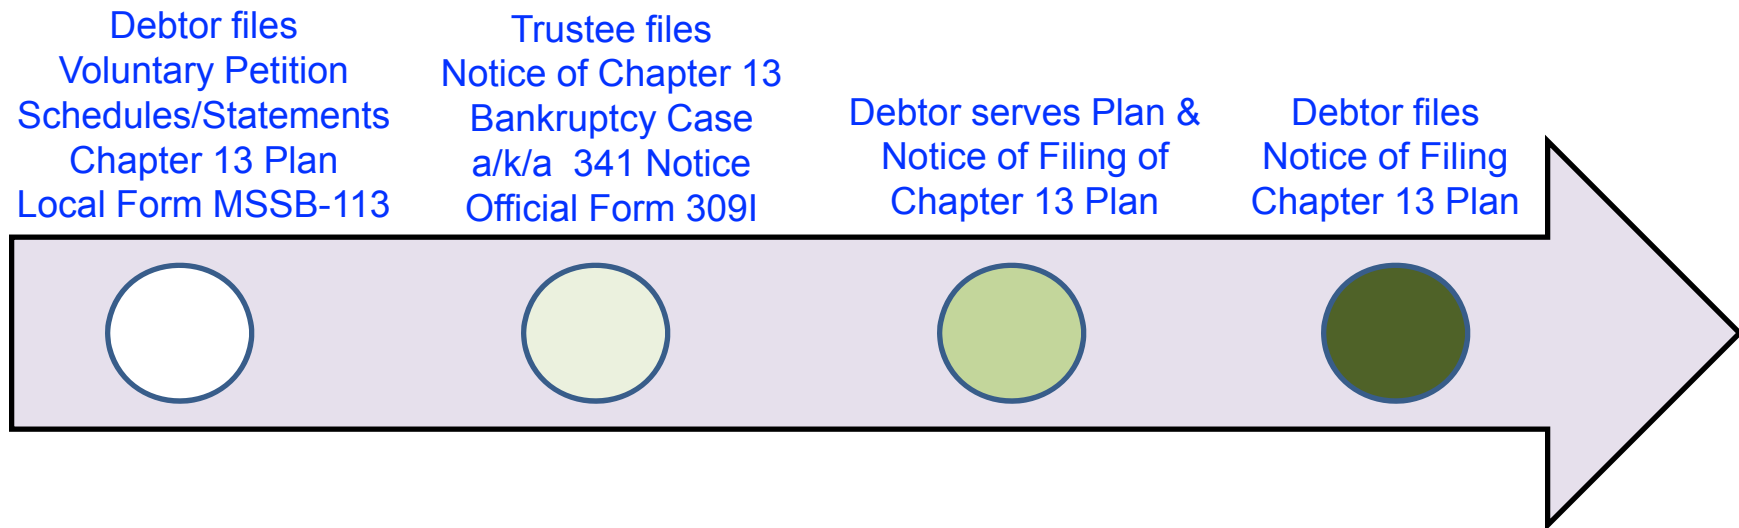 Debtor files
Voluntary Petition
Schedules/Statements
Chapter 13 Plan
Local Form MSSB-113
Trustee files
Notice of Chapter 13
Bankruptcy Case
a/k/a 341 Notice
Official Form 309I
Debtor serves Plan &
Notice of Filing of
Chapter 13 Plan
Debtor files
Notice of Filing
Chapter 13 Plan